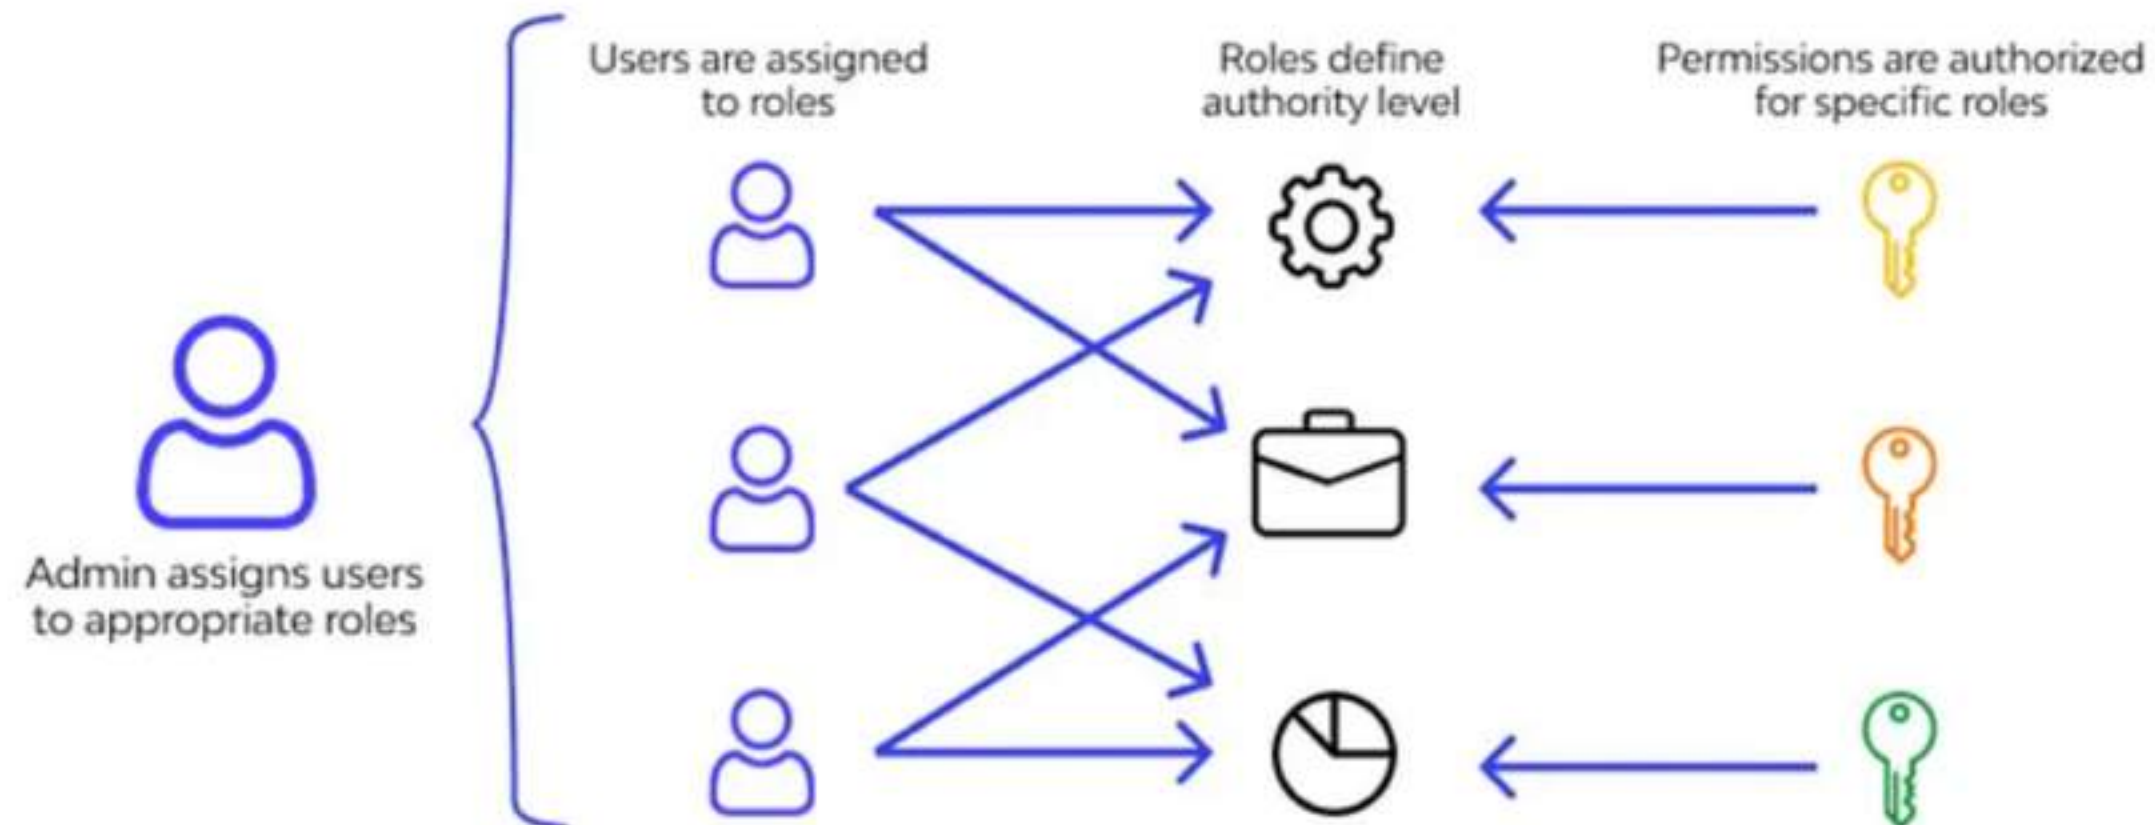 Users are assigned
to roles
Roles define
authority level
Permissions are authorized
for specific roles
Admin assigns users
to appropriate roles